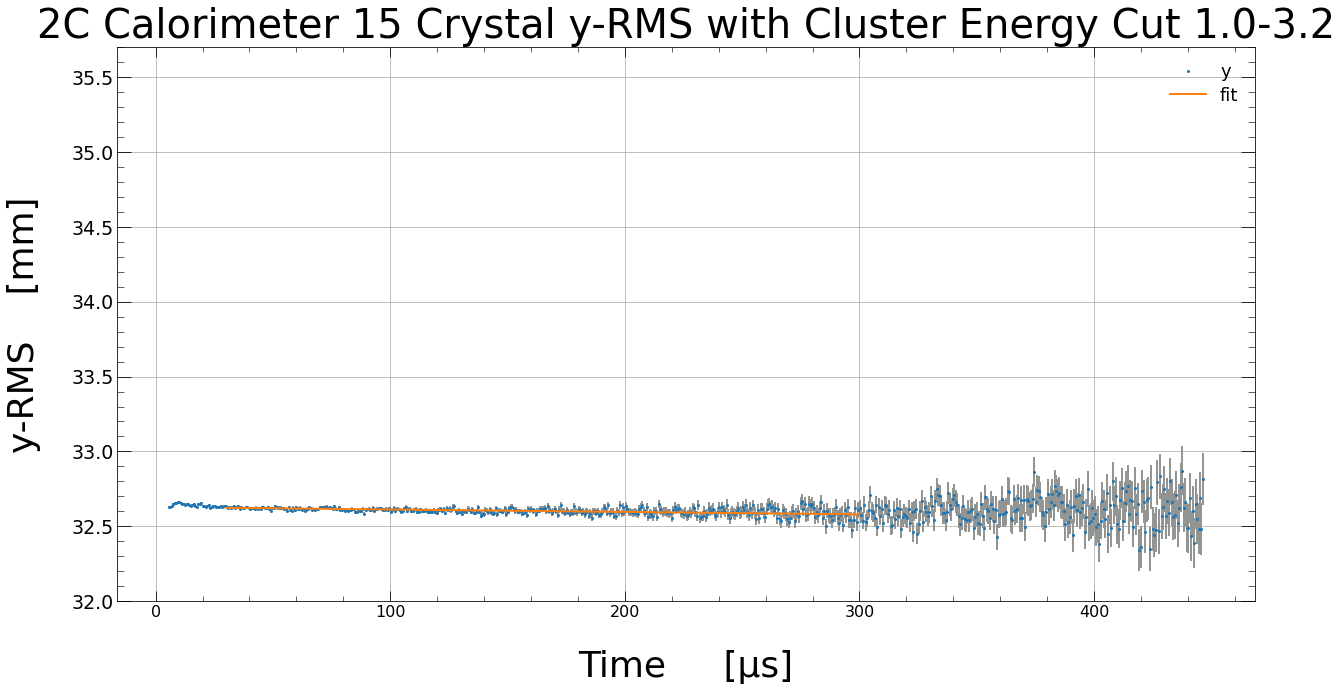 2C Calorimeter 15 Crystal y-RMS with Cluster Energy Cut 1.0-3.2
y
fit
35.5
35.0
34.5
34.0
33.5
33.0
32.5
32.0
y-RMS [mm]
0 100 200 300 400
Time [μs]